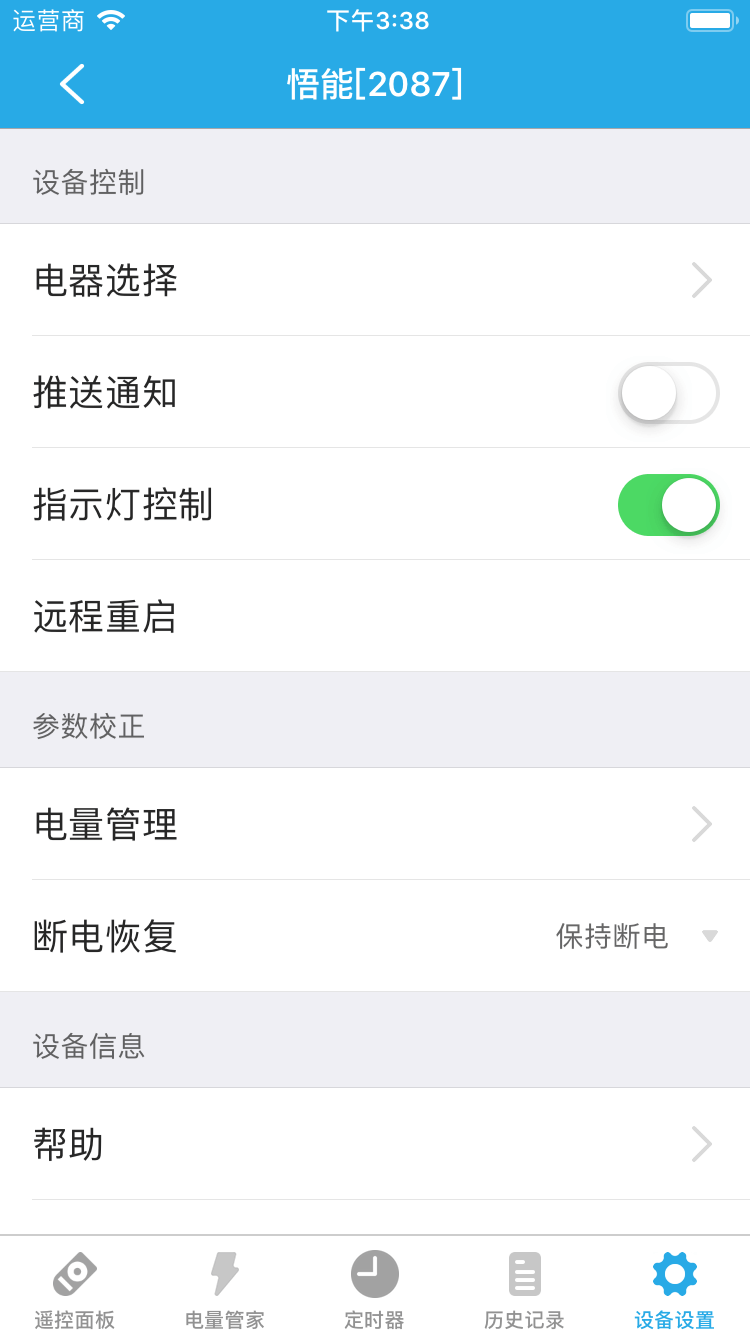 运营商 下午3:38
悟能[2087]
设备控制
电器选择
推送通知
指示灯控制
远程重启
参数校正
电量管理
断电恢复 保持断电
设备信息
帮助
遥控面板 电量管家 定时器 历史记录 设备设置